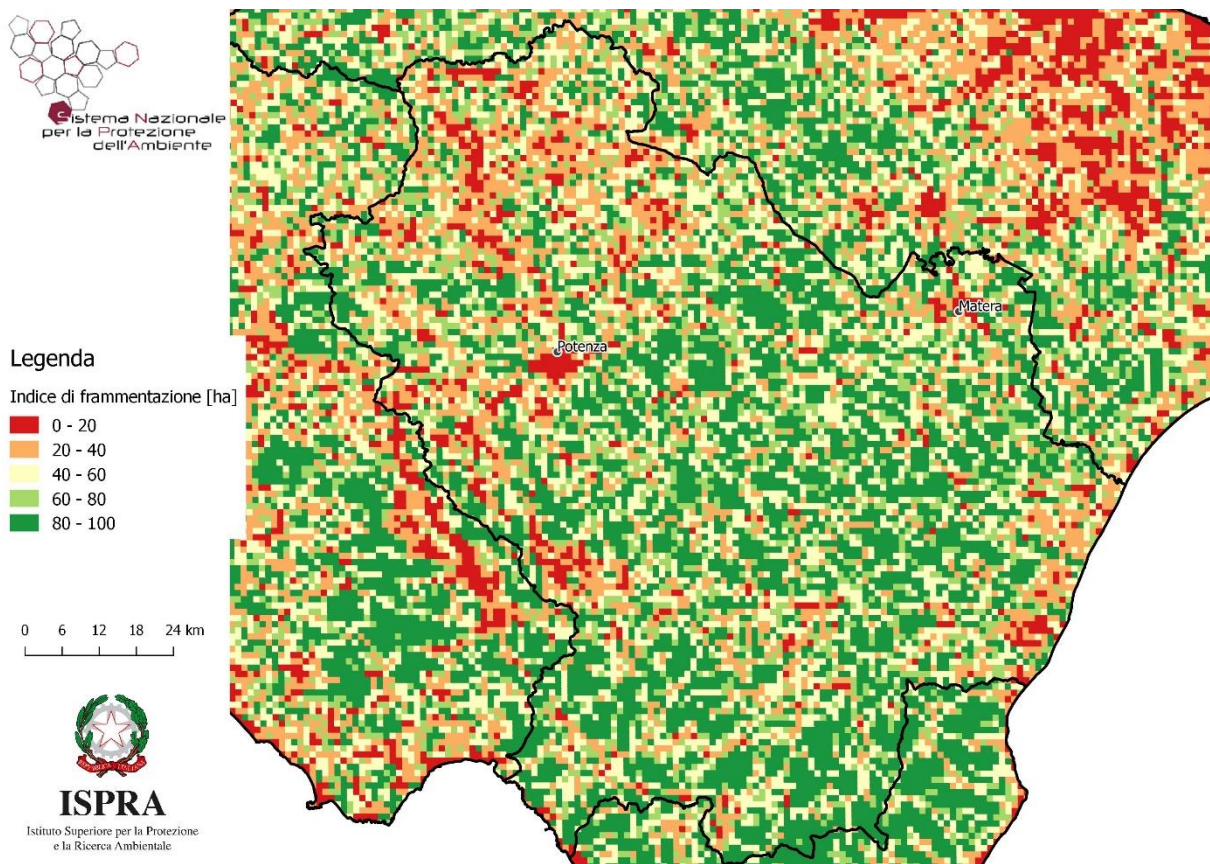 Sistema Nazionale
per la Protezione
dell'Ambiente
Legenda
Indice di frammentazione [ha]
0 - 20
20 - 40
40 - 60
60 - 80
80 - 100
0 6 12 18 24 km
Potenza
Matera
REPVBBLICA ITALIANA
ISPRA
Istituto Superiore per la Protezione
e la Ricerca Ambientale